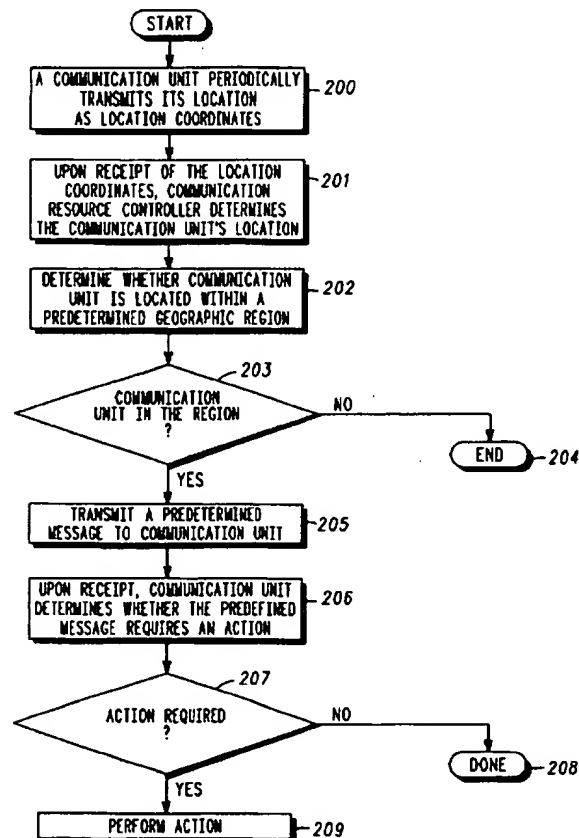 START
A COMMUNICATION UNIT PERIODICALLY
TRANSMITS ITS LOCATION
AS LOCATION COORDINATES
200
UPON RECEIPT OF THE LOCATION
COORDINATES, COMMUNICATION
RESOURCE CONTROLLER DETERMINES
THE COMMUNICATION UNIT'S LOCATION
201
DETERMINE WHETHER COMMUNICATION
UNIT IS LOCATED WITHIN A
PREDETERMINED GEOGRAPHIC REGION
202
203
COMMUNICATION
UNIT IN THE REGION
?
NO
END
204
YES
TRANSMIT A PREDETERMINED
MESSAGE TO COMMUNICATION UNIT
205
UPON RECEIPT, COMMUNICATION UNIT
DETERMINES WHETHER THE PREDEFINED
MESSAGE REQUIRES AN ACTION
206
207
ACTION REQUIRED
?
NO
DONE
208
YES
PERFORM ACTION
209